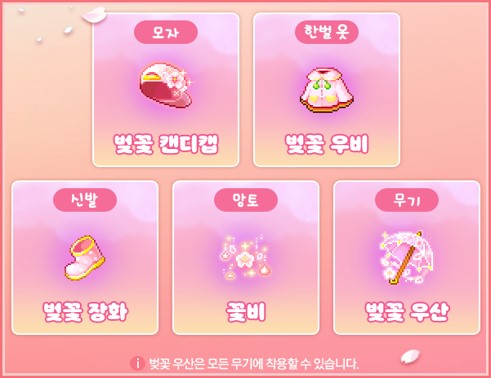 모자
한벌 옷
벚꽃 캔디캡
벚꽃 우비
신발
망토
무기
벚꽃 장화
꽃비
벚꽃 우산
i 벚꽃 우산은 모든 무기에 착용할 수 있습니다.